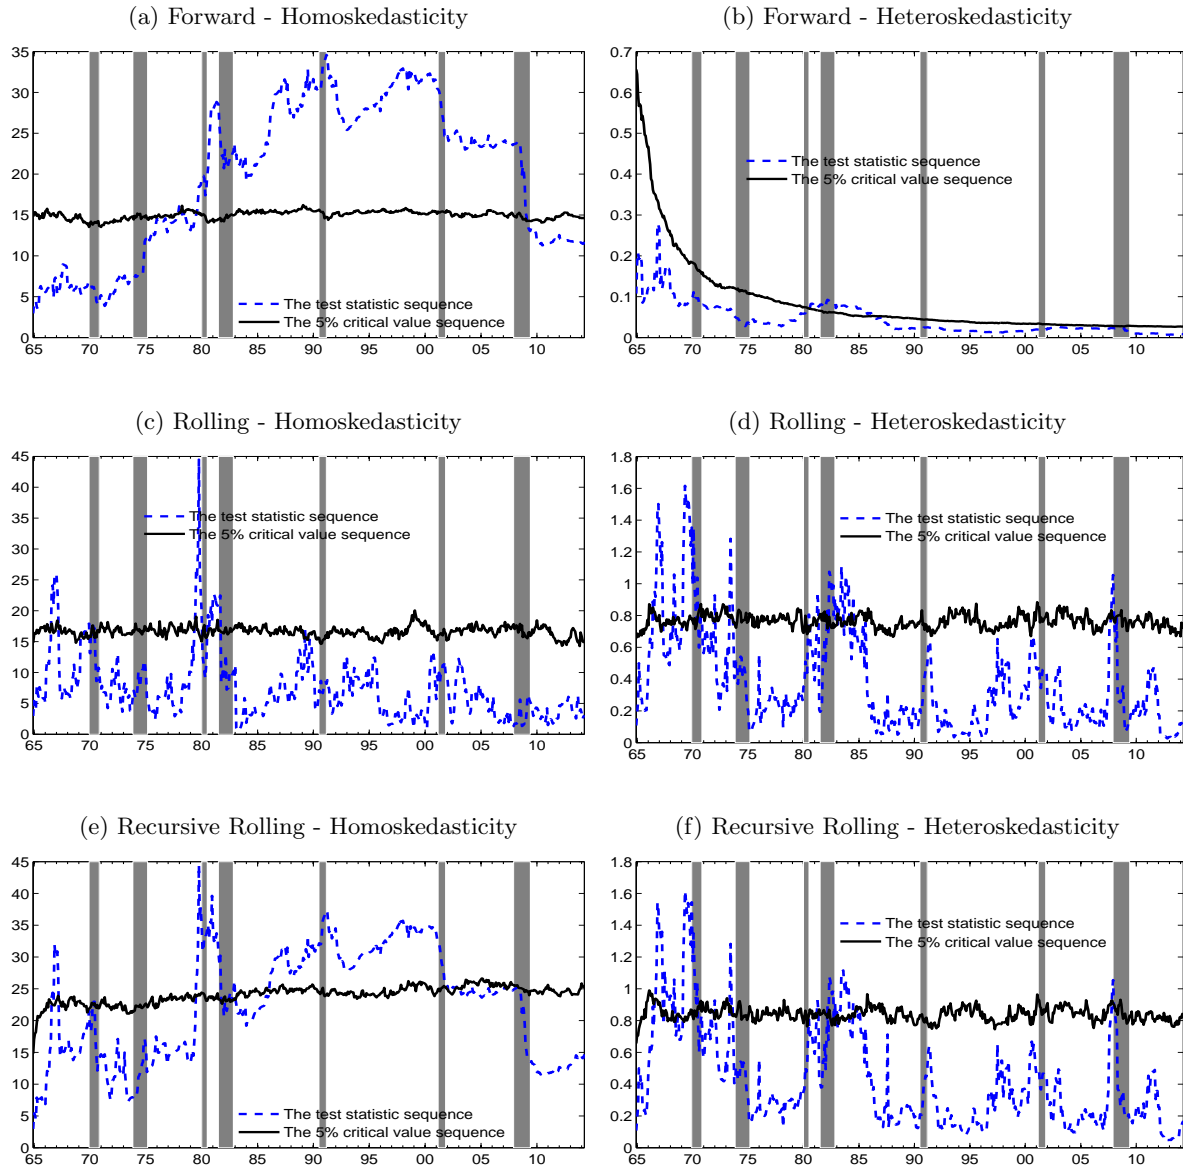 (a) Forward - Homoskedasticity
35
30
25
20
15
10
5
0
The test statistic sequence
The 5% critical value sequence
65 70 75 80 85 90 95 00 05 10
(b) Forward - Heteroskedasticity
0.7
0.6
0.5
0.4
0.3
0.2
0.1
0
The test statistic sequence
The 5% critical value sequence
65 70 75 80 85 90 95 00 05 10
(c) Rolling - Homoskedasticity
45
40
35
30
25
20
15
10
5
0
The test statistic sequence
The 5% critical value sequence
65 70 75 80 85 90 95 00 05 10
(d) Rolling - Heteroskedasticity
1.8
1.6
1.4
1.2
1
0.8
0.6
0.4
0.2
0
The test statistic sequence
The 5% critical value sequence
65 70 75 80 85 90 95 00 05 10
(e) Recursive Rolling - Homoskedasticity
45
40
35
30
25
20
15
10
5
0
The test statistic sequence
The 5% critical value sequence
65 70 75 80 85 90 95 00 05 10
(f) Recursive Rolling - Heteroskedasticity
1.8
1.6
1.4
1.2
1
0.8
0.6
0.4
0.2
0
The test statistic sequence
The 5% critical value sequence
65 70 75 80 85 90 95 00 05 10